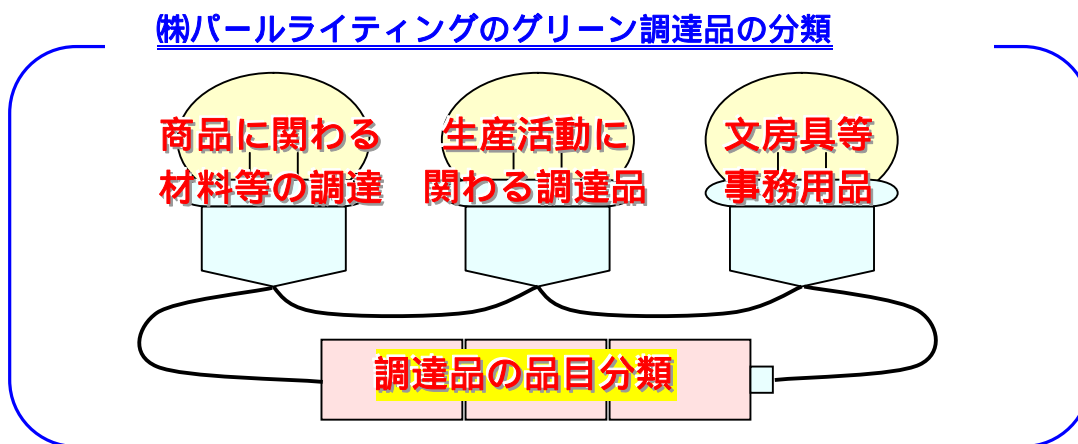 ㈱パールライティングのグリーン調達品の分類
商品に関わる
材料等の調達
生産活動に
関わる調達品
文房具等
事務用品
調達品の品目分類